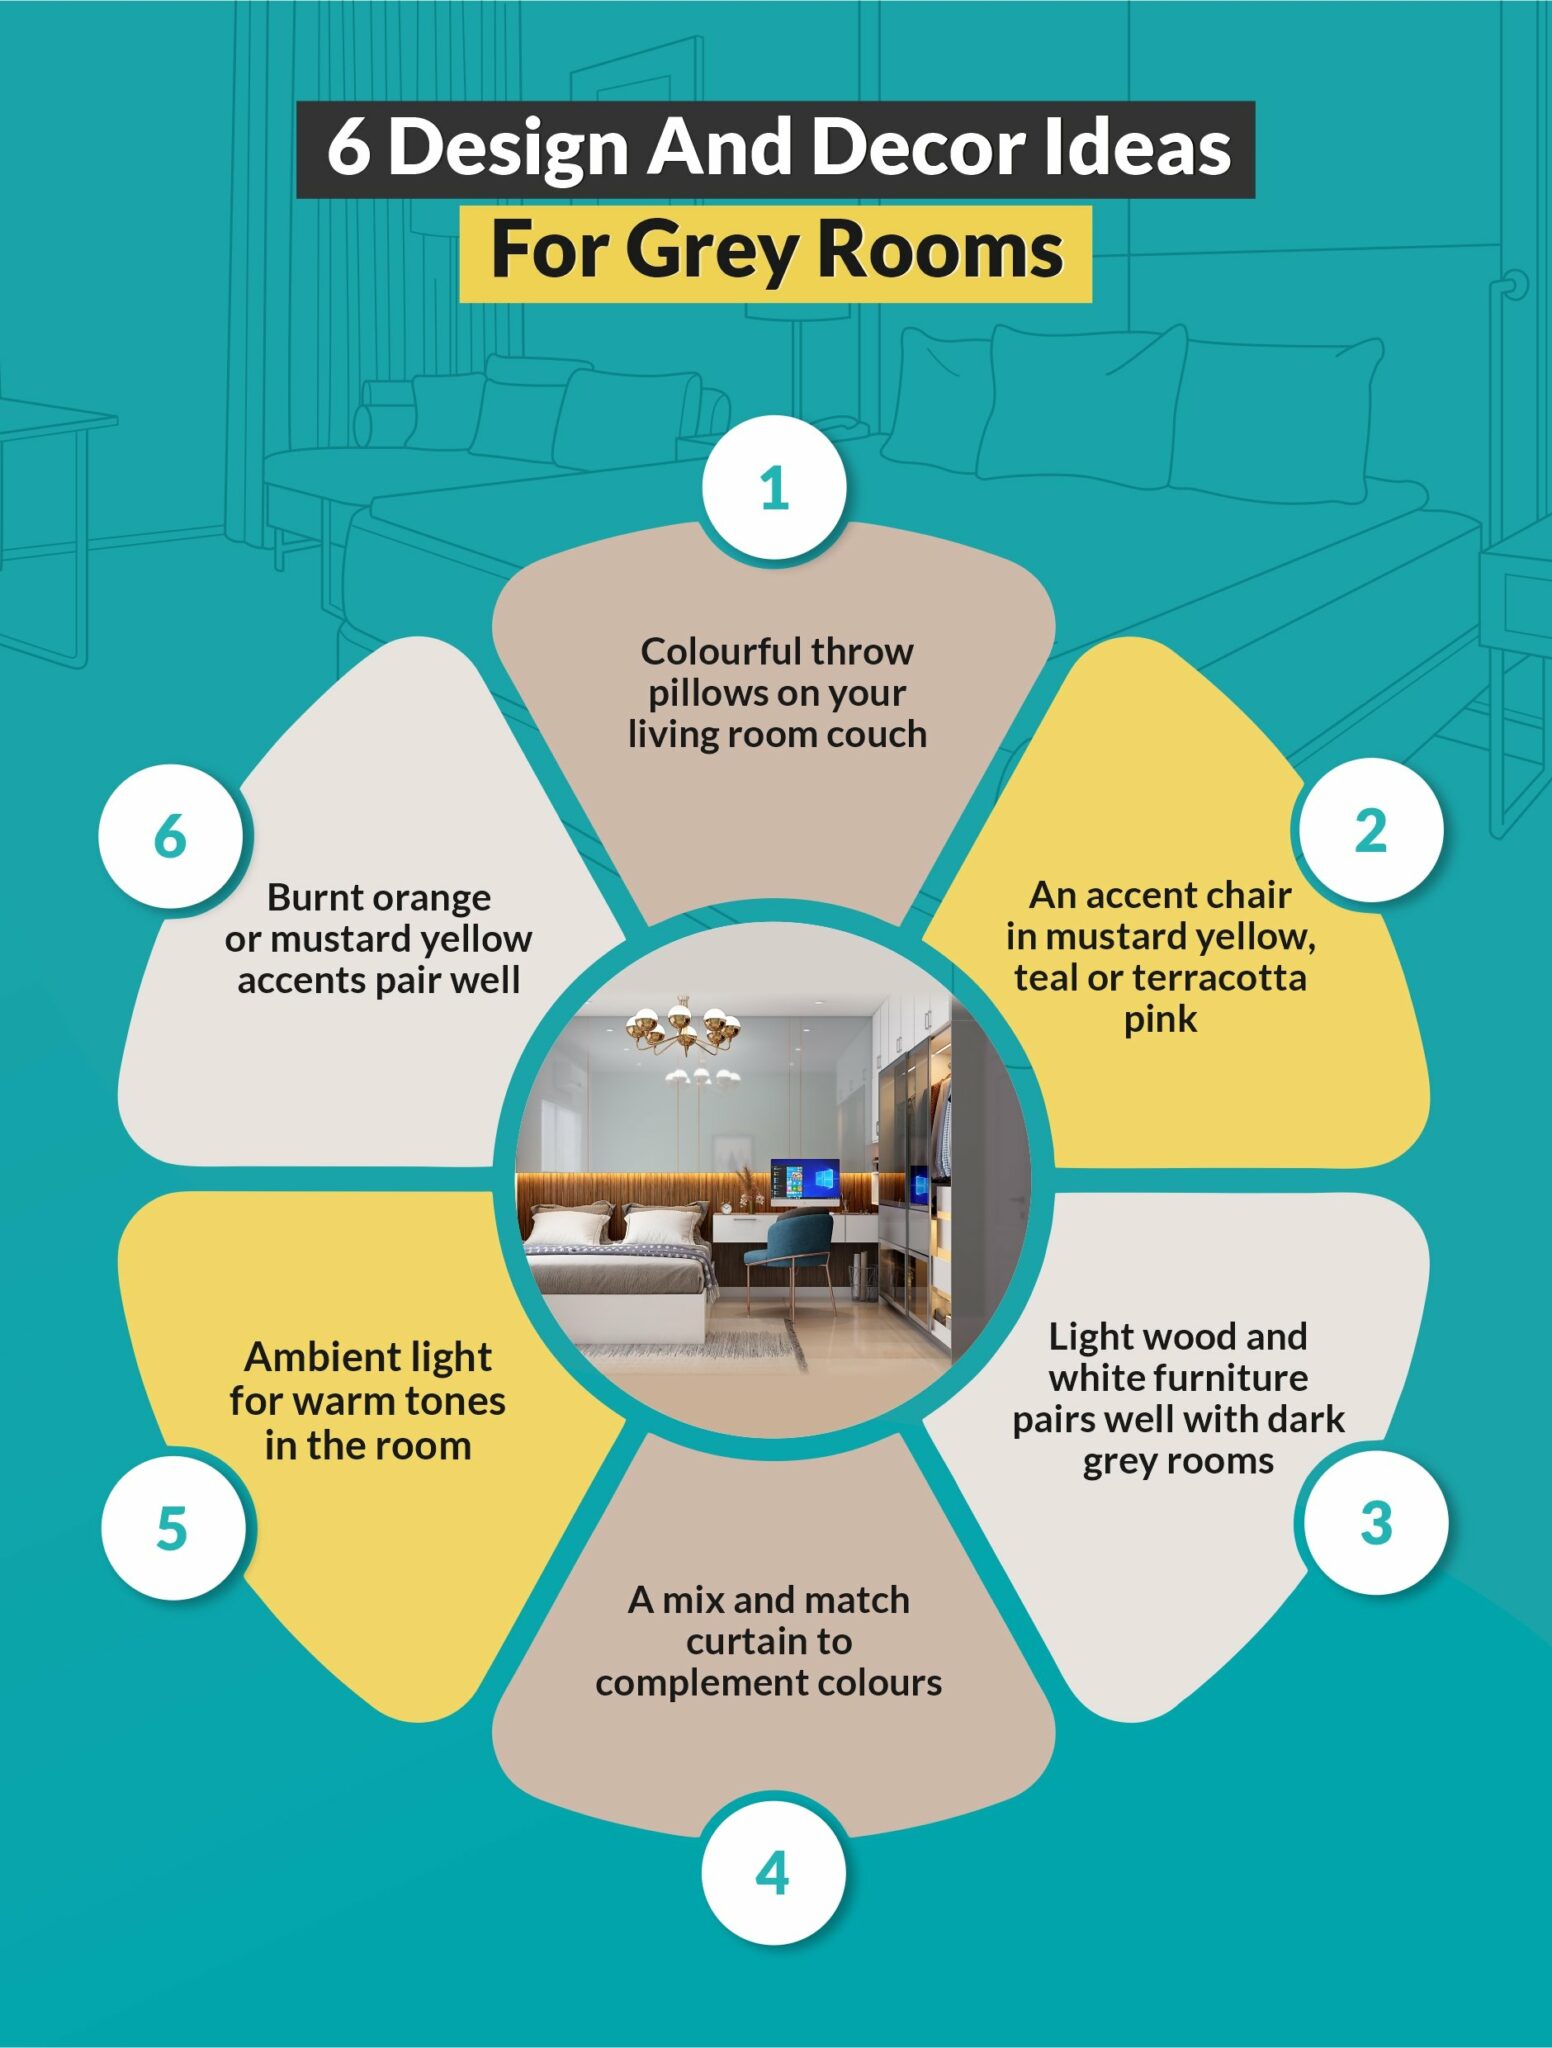 6 Design And Decor Ideas
For Grey Rooms
1
Colourful throw
pillows on your
living room couch
2
An accent chair
in mustard yellow,
teal or terracotta
pink
3
Light wood and
white furniture
pairs well with dark
grey rooms
4
A mix and match
curtain to
complement colours
5
Ambient light
for warm tones
in the room
6
Burnt orange
or mustard yellow
accents pair well